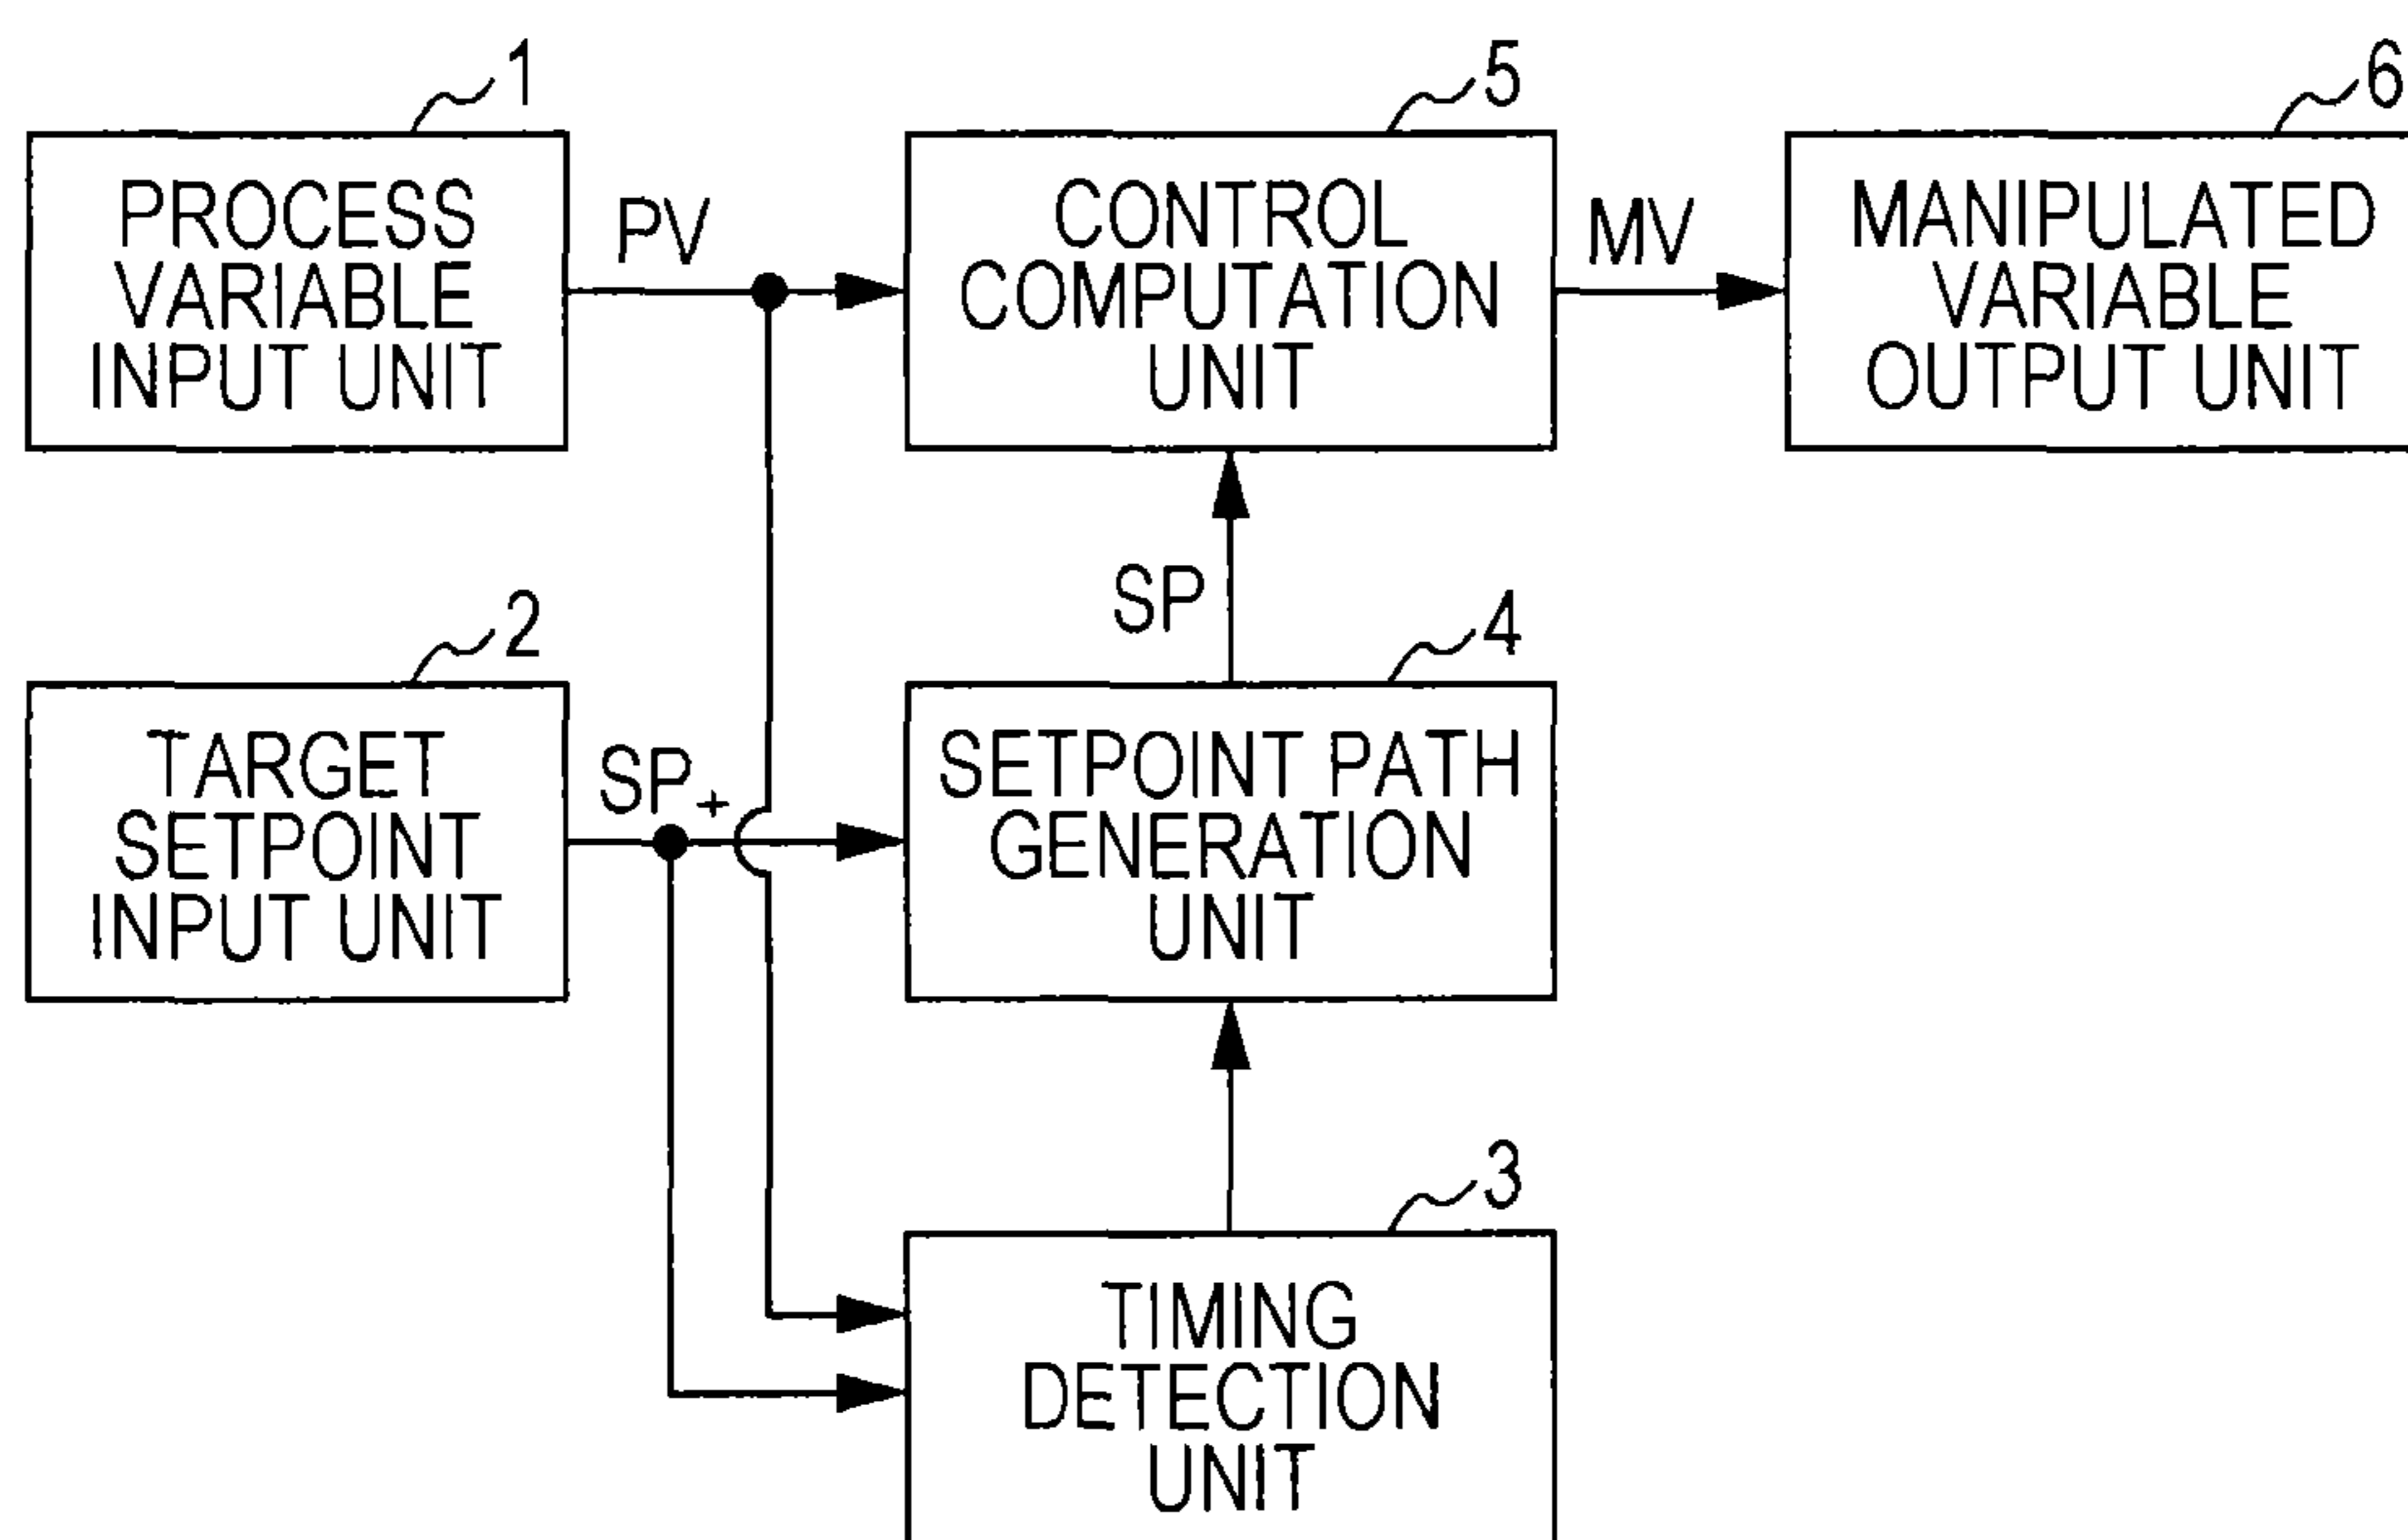 1
5
6
PROCESS
VARIABLE
INPUT UNIT
PV
CONTROL
COMPUTATION
UNIT
MV
MANIPULATED
VARIABLE
OUTPUT UNIT
SP
2
4
TARGET
SETPOINT
INPUT UNIT
SP+
SETPOINT PATH
GENERATION
UNIT
3
TIMING
DETECTION
UNIT